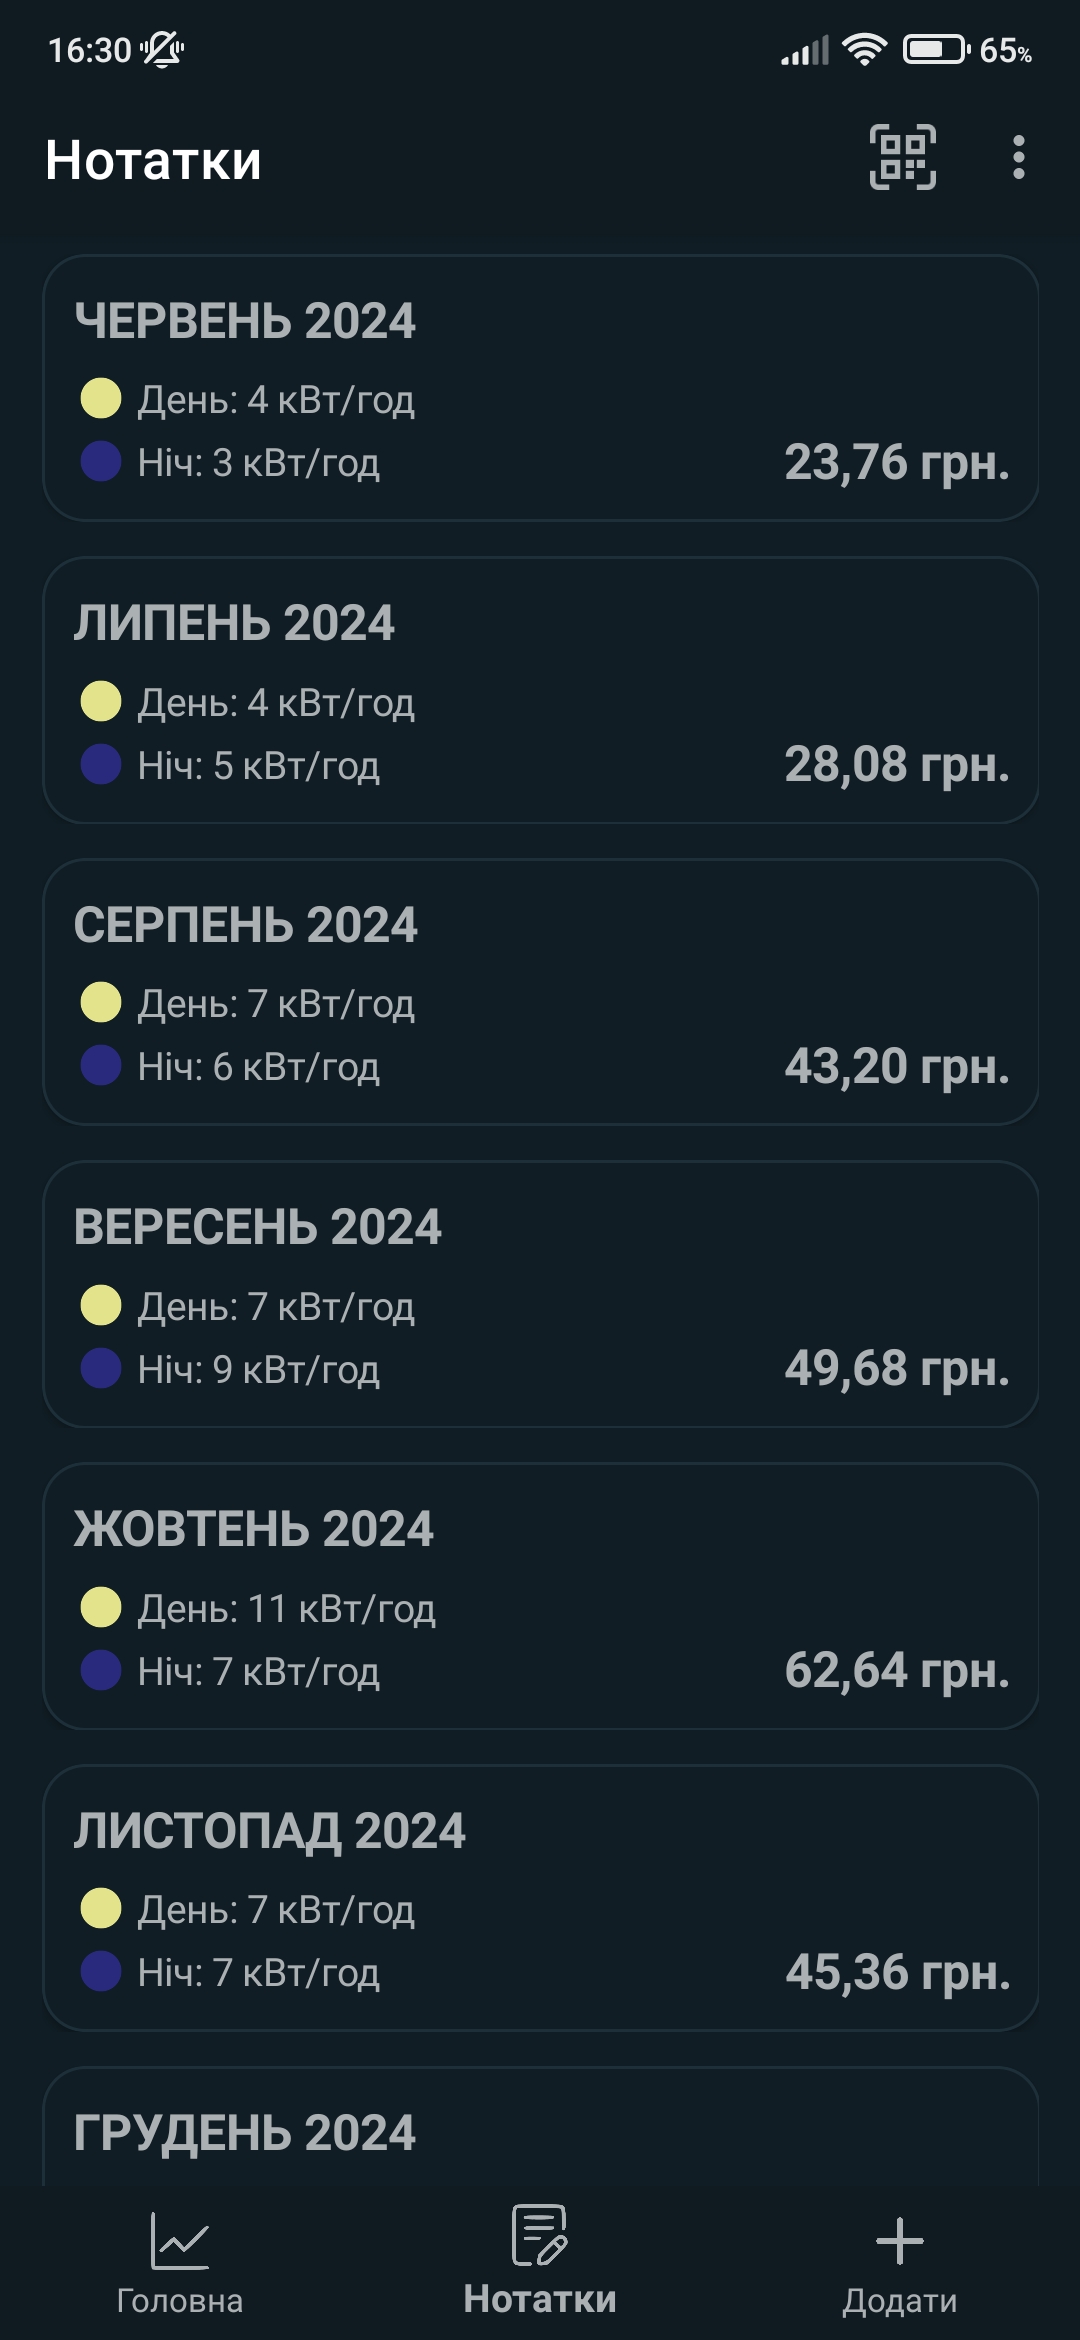 16:30 65%
Нотатки
ЧЕРВЕНЬ 2024
День: 4 кВт/год
Ніч: 3 кВт/год
23,76 грн.
ЛИПЕНЬ 2024
День: 4 кВт/год
Ніч: 5 кВт/год
28,08 грн.
СЕРПЕНЬ 2024
День: 7 кВт/год
Ніч: 6 кВт/год
43,20 грн.
ВЕРЕСЕНЬ 2024
День: 7 кВт/год
Ніч: 9 кВт/год
49,68 грн.
ЖОВТЕНЬ 2024
День: 11 кВт/год
Ніч: 7 кВт/год
62,64 грн.
ЛИСТОПАД 2024
День: 7 кВт/год
Ніч: 7 кВт/год
45,36 грн.
ГРУДЕНЬ 2024
Головна
Нотатки
Додати